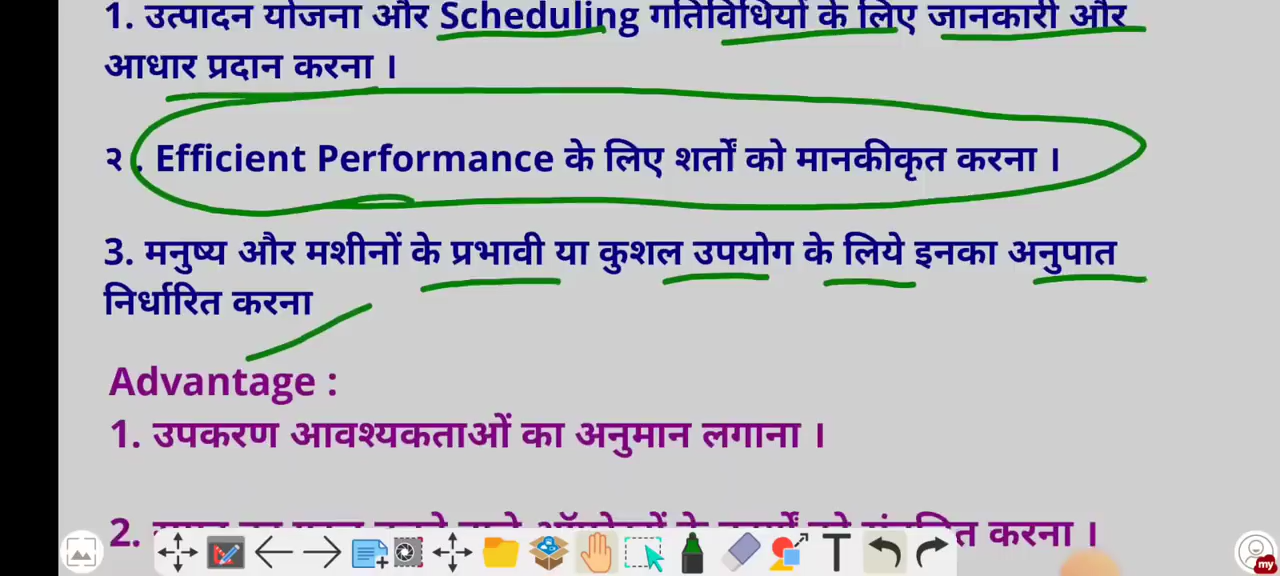 1. उत्पादन योजना और Scheduling गतिविधियों के लिए जानकारी और
आधार प्रदान करना ।
२. Efficient Performance के लिए शर्तों को मानकीकृत करना ।
3. मनुष्य और मशीनों के प्रभावी या कुशल उपयोग के लिये इनका अनुपात
निर्धारित करना
Advantage :
1. उपकरण आवश्यकताओं का अनुमान लगाना ।
2. करना ।
T
my